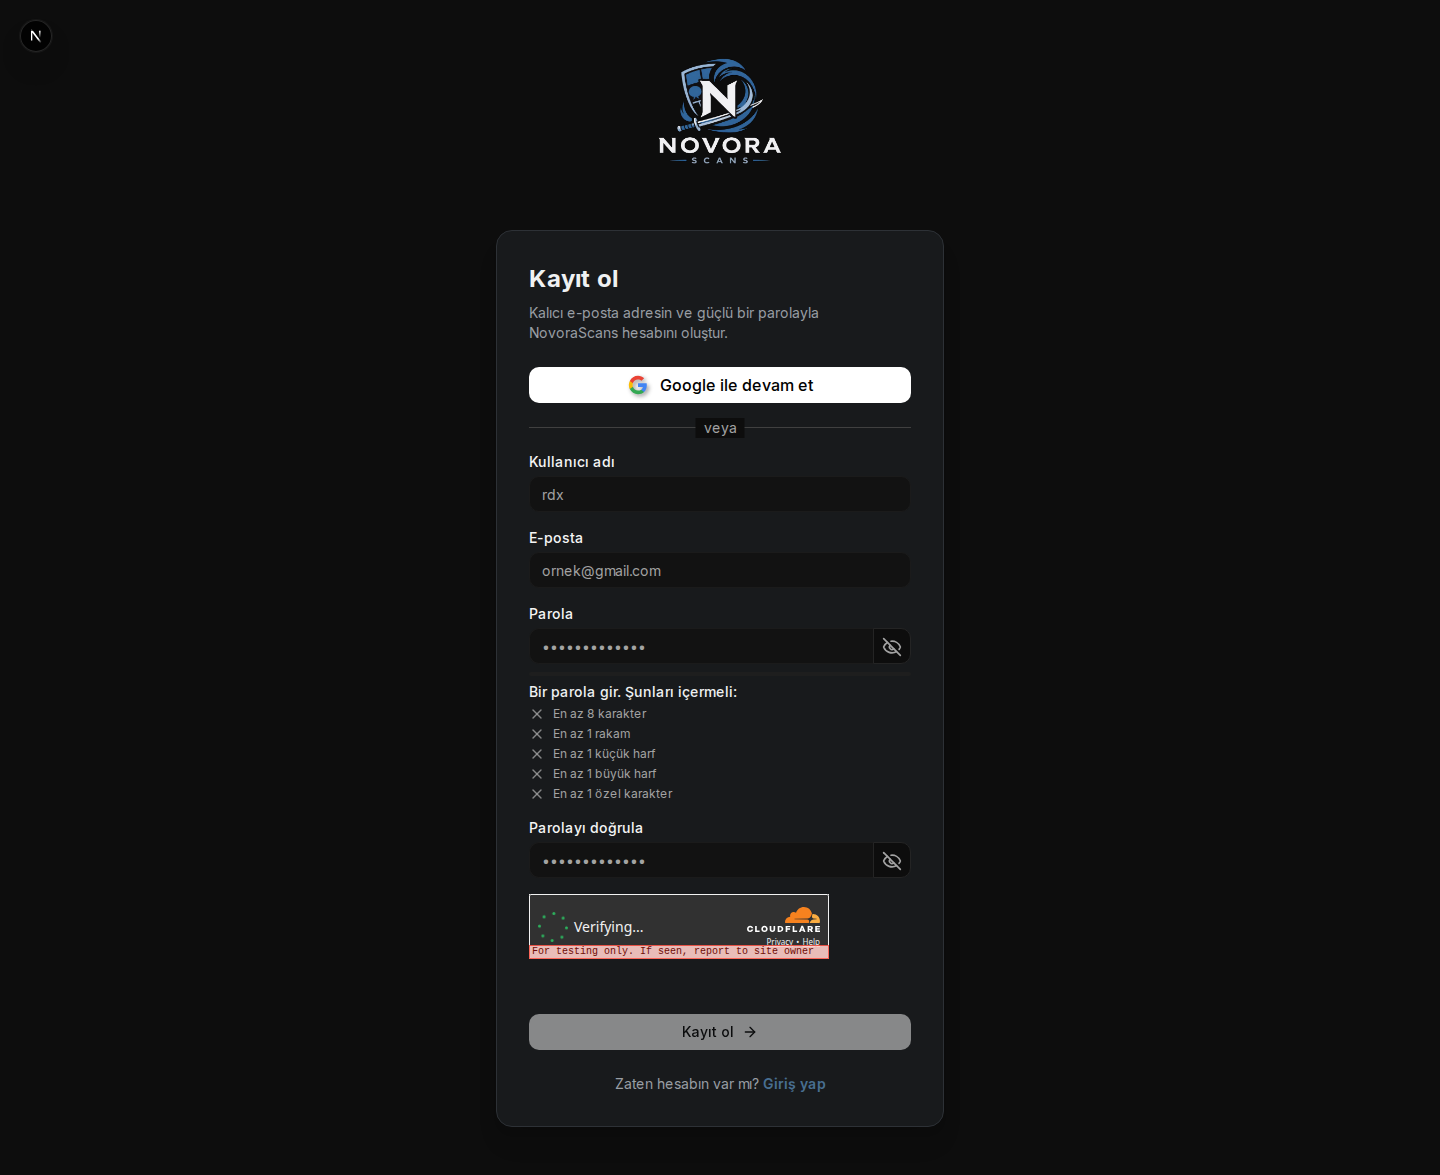 N
N
NOVORA
SCANS
Kayıt ol
Kalıcı e-posta adresin ve güçlü bir parolayla
NovoraScans hesabını oluştur.
Google ile devam et
veya
Kullanıcı adı
rdx
E-posta
ornek@gmail.com
Parola
•••••••••••••
Bir parola gir. Şunları içermeli:
En az 8 karakter
En az 1 rakam
En az 1 küçük harf
En az 1 büyük harf
En az 1 özel karakter
Parolayı doğrula
•••••••••••••
Verifying...
CLOUDFLARE
Privacy • Help
For testing only. If seen, report to site owner
Kayıt ol →
Zaten hesabın var mı? Giriş yap